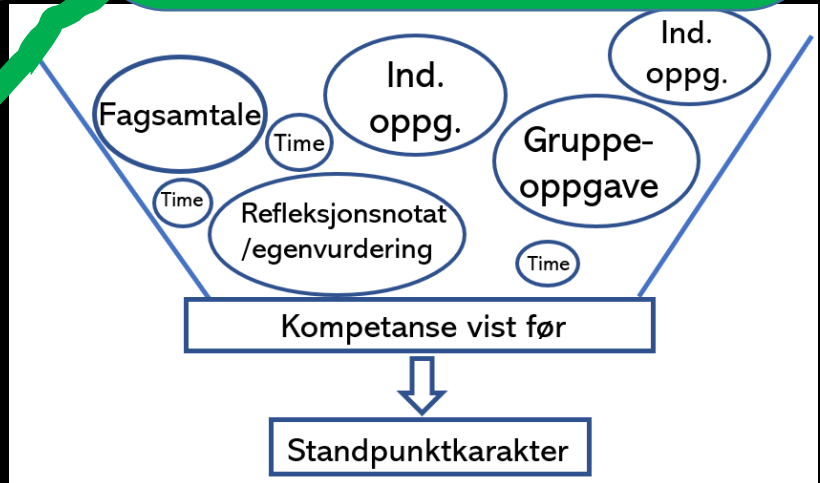 Ind.
oppg.
Ind.
oppg.
Fagsamtale
Time
Gruppe-
oppgave
Time
Refleksjonsnotat
/egenvurdering
Time
Kompetanse vist før
Standpunktkarakter